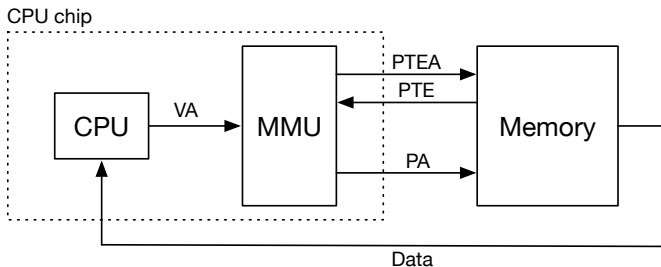 CPU chip
PTEA
PTE
VA
CPU
MMU
Memory
PA
Data